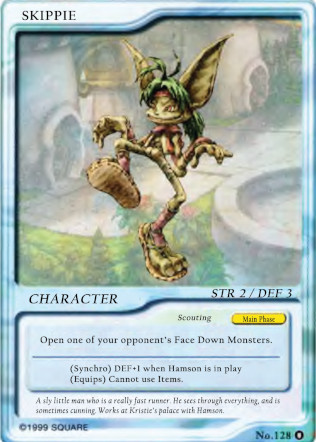 SKIPPIE
CHARACTER
STR 2 / DEF 3
Scouting
Main Phase
Open one of your opponent's Face Down Monsters.
(Synchro) DEF+1 when Hamson is in play
(Equips) Cannot use Items.
A sly little man who is a really fast runner. He sees through everything, and is
sometimes cunning. Works at Kristie's palace with Hamson.
©1999 SQUARE
No.128